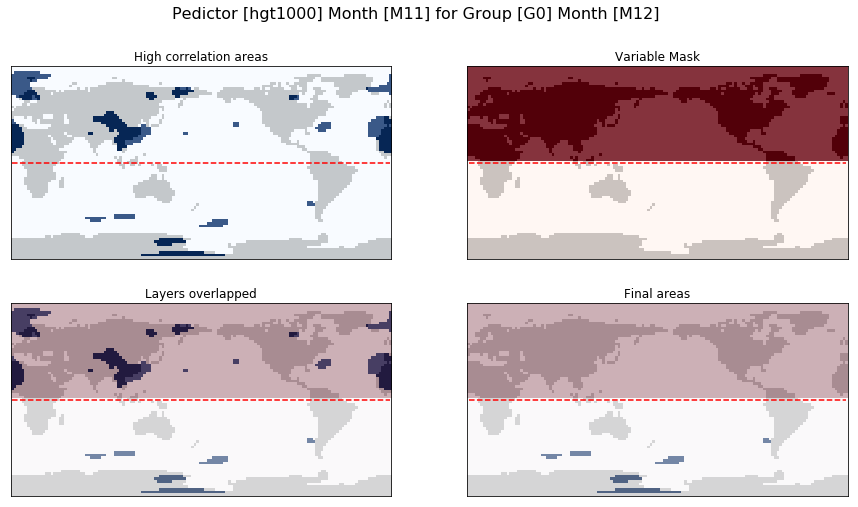 Pedictor [hgt1000] Month [M11] for Group [G0] Month [M12]
High correlation areas
Variable Mask
Layers overlapped
Final areas